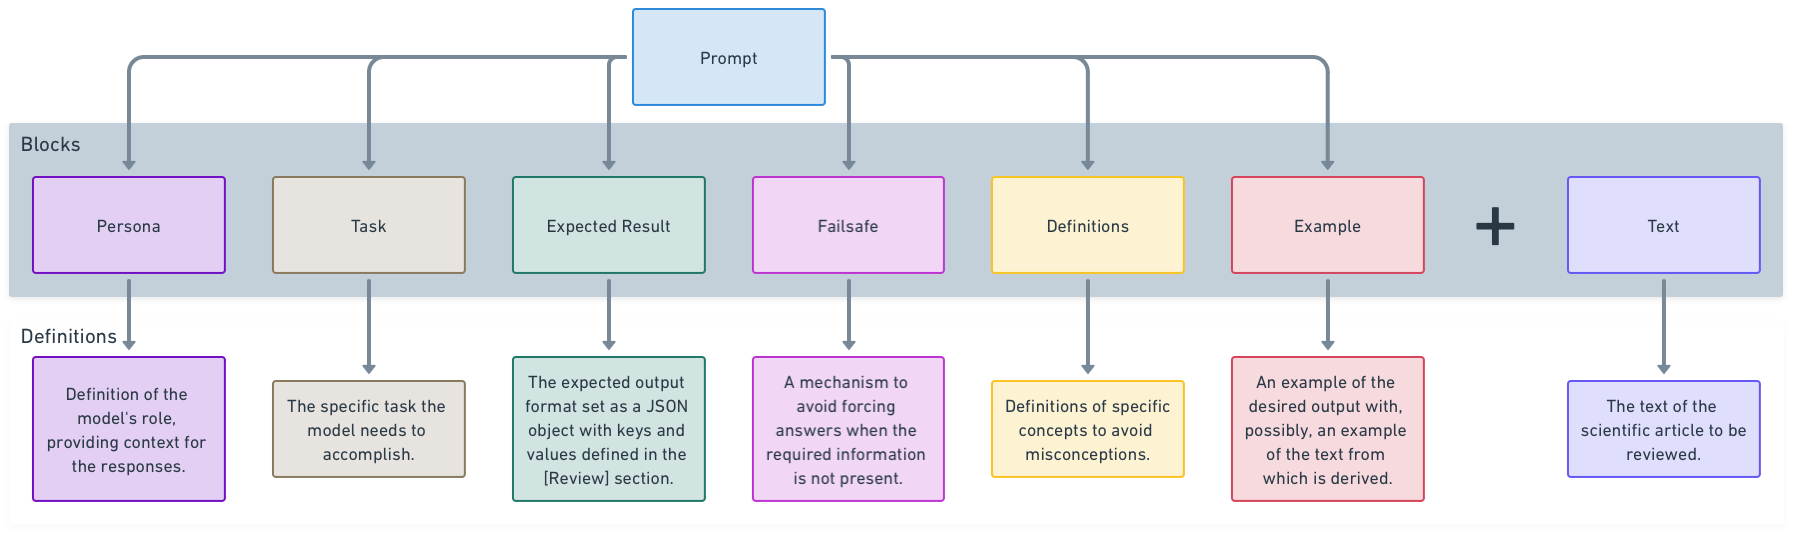 Prompt
Blocks
Persona
Task
Expected Result
Failsafe
Definitions
Example
+
Text
Definitions
Definition of the
model's role,
providing context for
the responses.
The specific task the
model needs to
accomplish.
The expected output
format set as a JSON
object with keys and
values defined in the
[Review] section.
A mechanism to
avoid forcing
answers when the
required information
is not present.
Definitions of specific
concepts to avoid
misconceptions.
An example of the
desired output with,
possibly, an example
of the text from
which is derived.
The text of the
scientific article to be
reviewed.